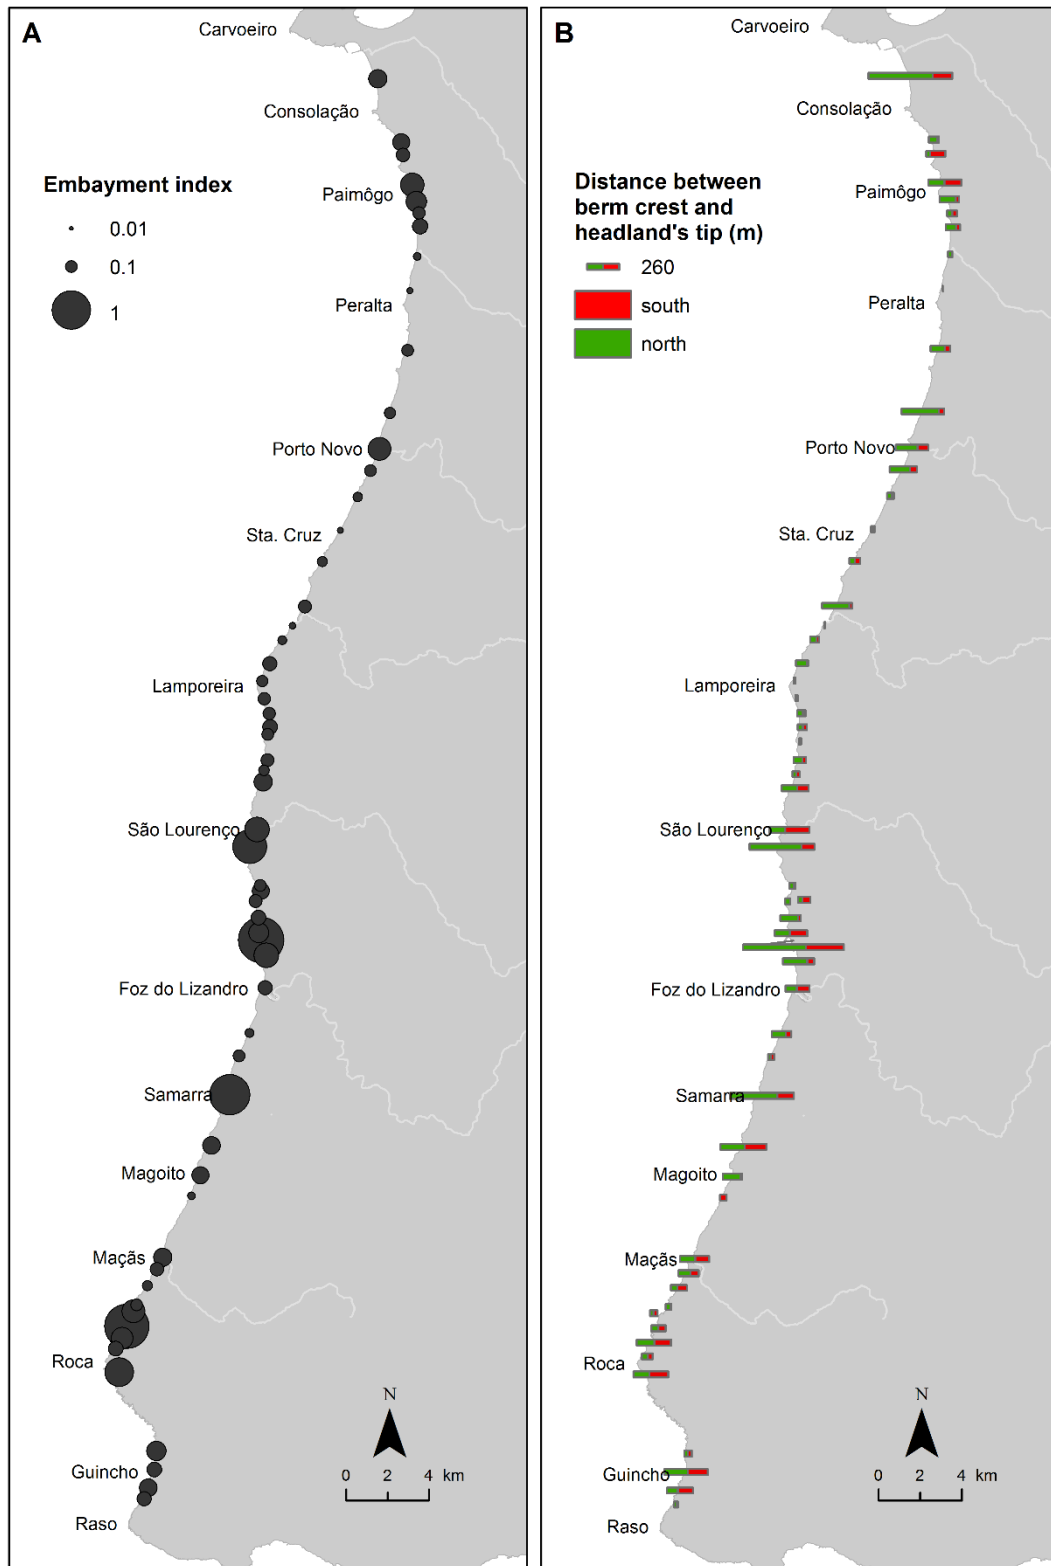 A
Carvoeiro
Consolação
Embayment index
0.01
0.1
1
Paimôgo
Peralta
Porto Novo
Sta. Cruz
Lamporeira
São Lourenço
Foz do Lizandro
Samarra
Magoito
Maçãs
Roca
N
Guincho
0 2 4 km
Raso
B
Carvoeiro
Consolação
Distance between
berm crest and
headland's tip (m)
260
south
north
Paimôgo
Peralta
Porto Novo
Sta. Cruz
Lamporeira
São Lourenço
Foz do Lizandro
Samarra
Magoito
Maçãs
Roca
N
Guincho
0 2 4 km
Raso